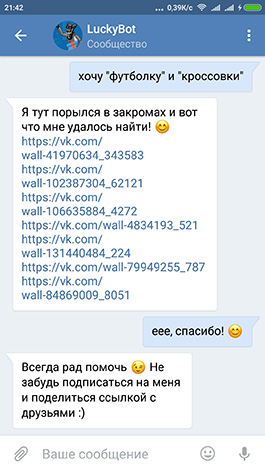 21:42
... 0,39K/s
LuckyBot
Сообщество
хочу "футболку" и "кроссовки"
Я тут порылся в закромах и вот
что мне удалось найти! 😊
https://vk.com/
wall-41970634_343583
https://vk.com/
wall-102387304_62121
https://vk.com/
wall-106635884_4272
https://vk.com/wall-4834193_521
https://vk.com/
wall-131440484_224
https://vk.com/wall-79949255_787
https://vk.com/
wall-84869009_8051
еее, спасибо! 😊
Всегда рад помочь 😉 Не
забудь подписаться на меня
и поделиться ссылкой с
друзьями :)
Ваше сообщение